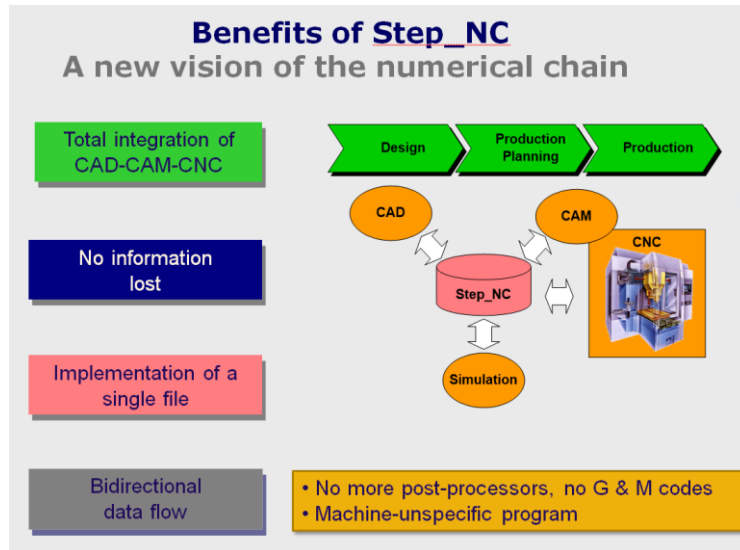 Benefits of Step_NC
A new vision of the numerical chain
Total integration of
CAD-CAM-CNC
Design
Production
Planning
Production
CAD
CAM
CNC
No information
lost
Step_NC
Implementation of a
single file
Simulation
Bidirectional
data flow
• No more post-processors, no G & M codes
• Machine-unspecific program